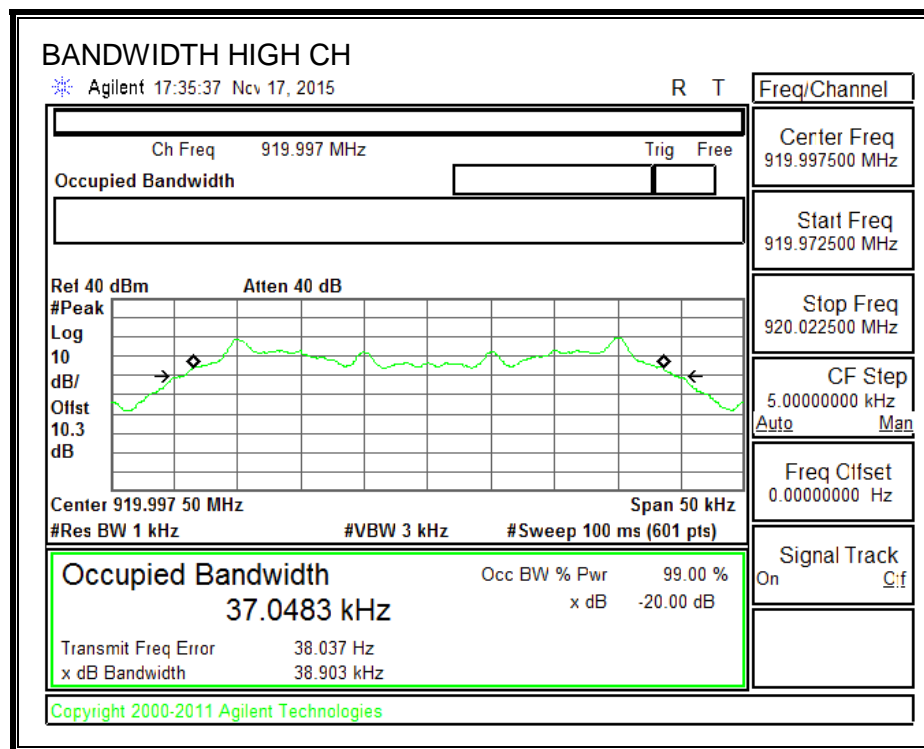 BANDWIDTH HIGH CH
Agilent 17:35:37 Nov 17, 2015 R T
Freq/Channel
Ch Freq 919.997 MHz Trig Free
Occupied Bandwidth
Center Freq
919.997500 MHz
Start Freq
919.972500 MHz
Stop Freq
920.022500 MHz
CF Step
5.00000000 kHz
Auto Man
Freq Offset
0.00000000 Hz
Signal Track
On Off
Ref 40 dBm Atten 40 dB
#Peak
Log
10
dB/
Offst
10.3
dB
Center 919.997 50 MHz Span 50 kHz
#Res BW 1 kHz #VBW 3 kHz #Sweep 100 ms (601 pts)
Occupied Bandwidth Occ BW % Pwr 99.00 %
37.0483 kHz x dB -20.00 dB
Transmit Freq Error 38.037 Hz
x dB Bandwidth 38.903 kHz
Copyright 2000-2011 Agilent Technologies